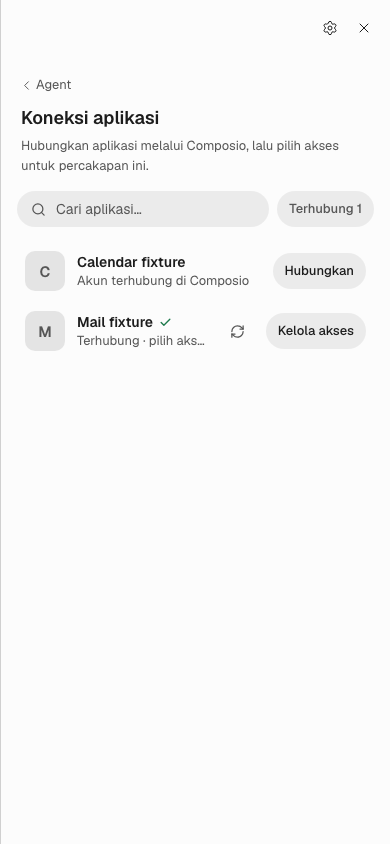 Agent
Koneksi aplikasi
Hubungkan aplikasi melalui Composio, lalu pilih akses
untuk percakapan ini.
Cari aplikasi…
Terhubung 1
C
Calendar fixture
Akun terhubung di Composio
Hubungkan
M
Mail fixture
Terhubung · pilih aks…
Kelola akses